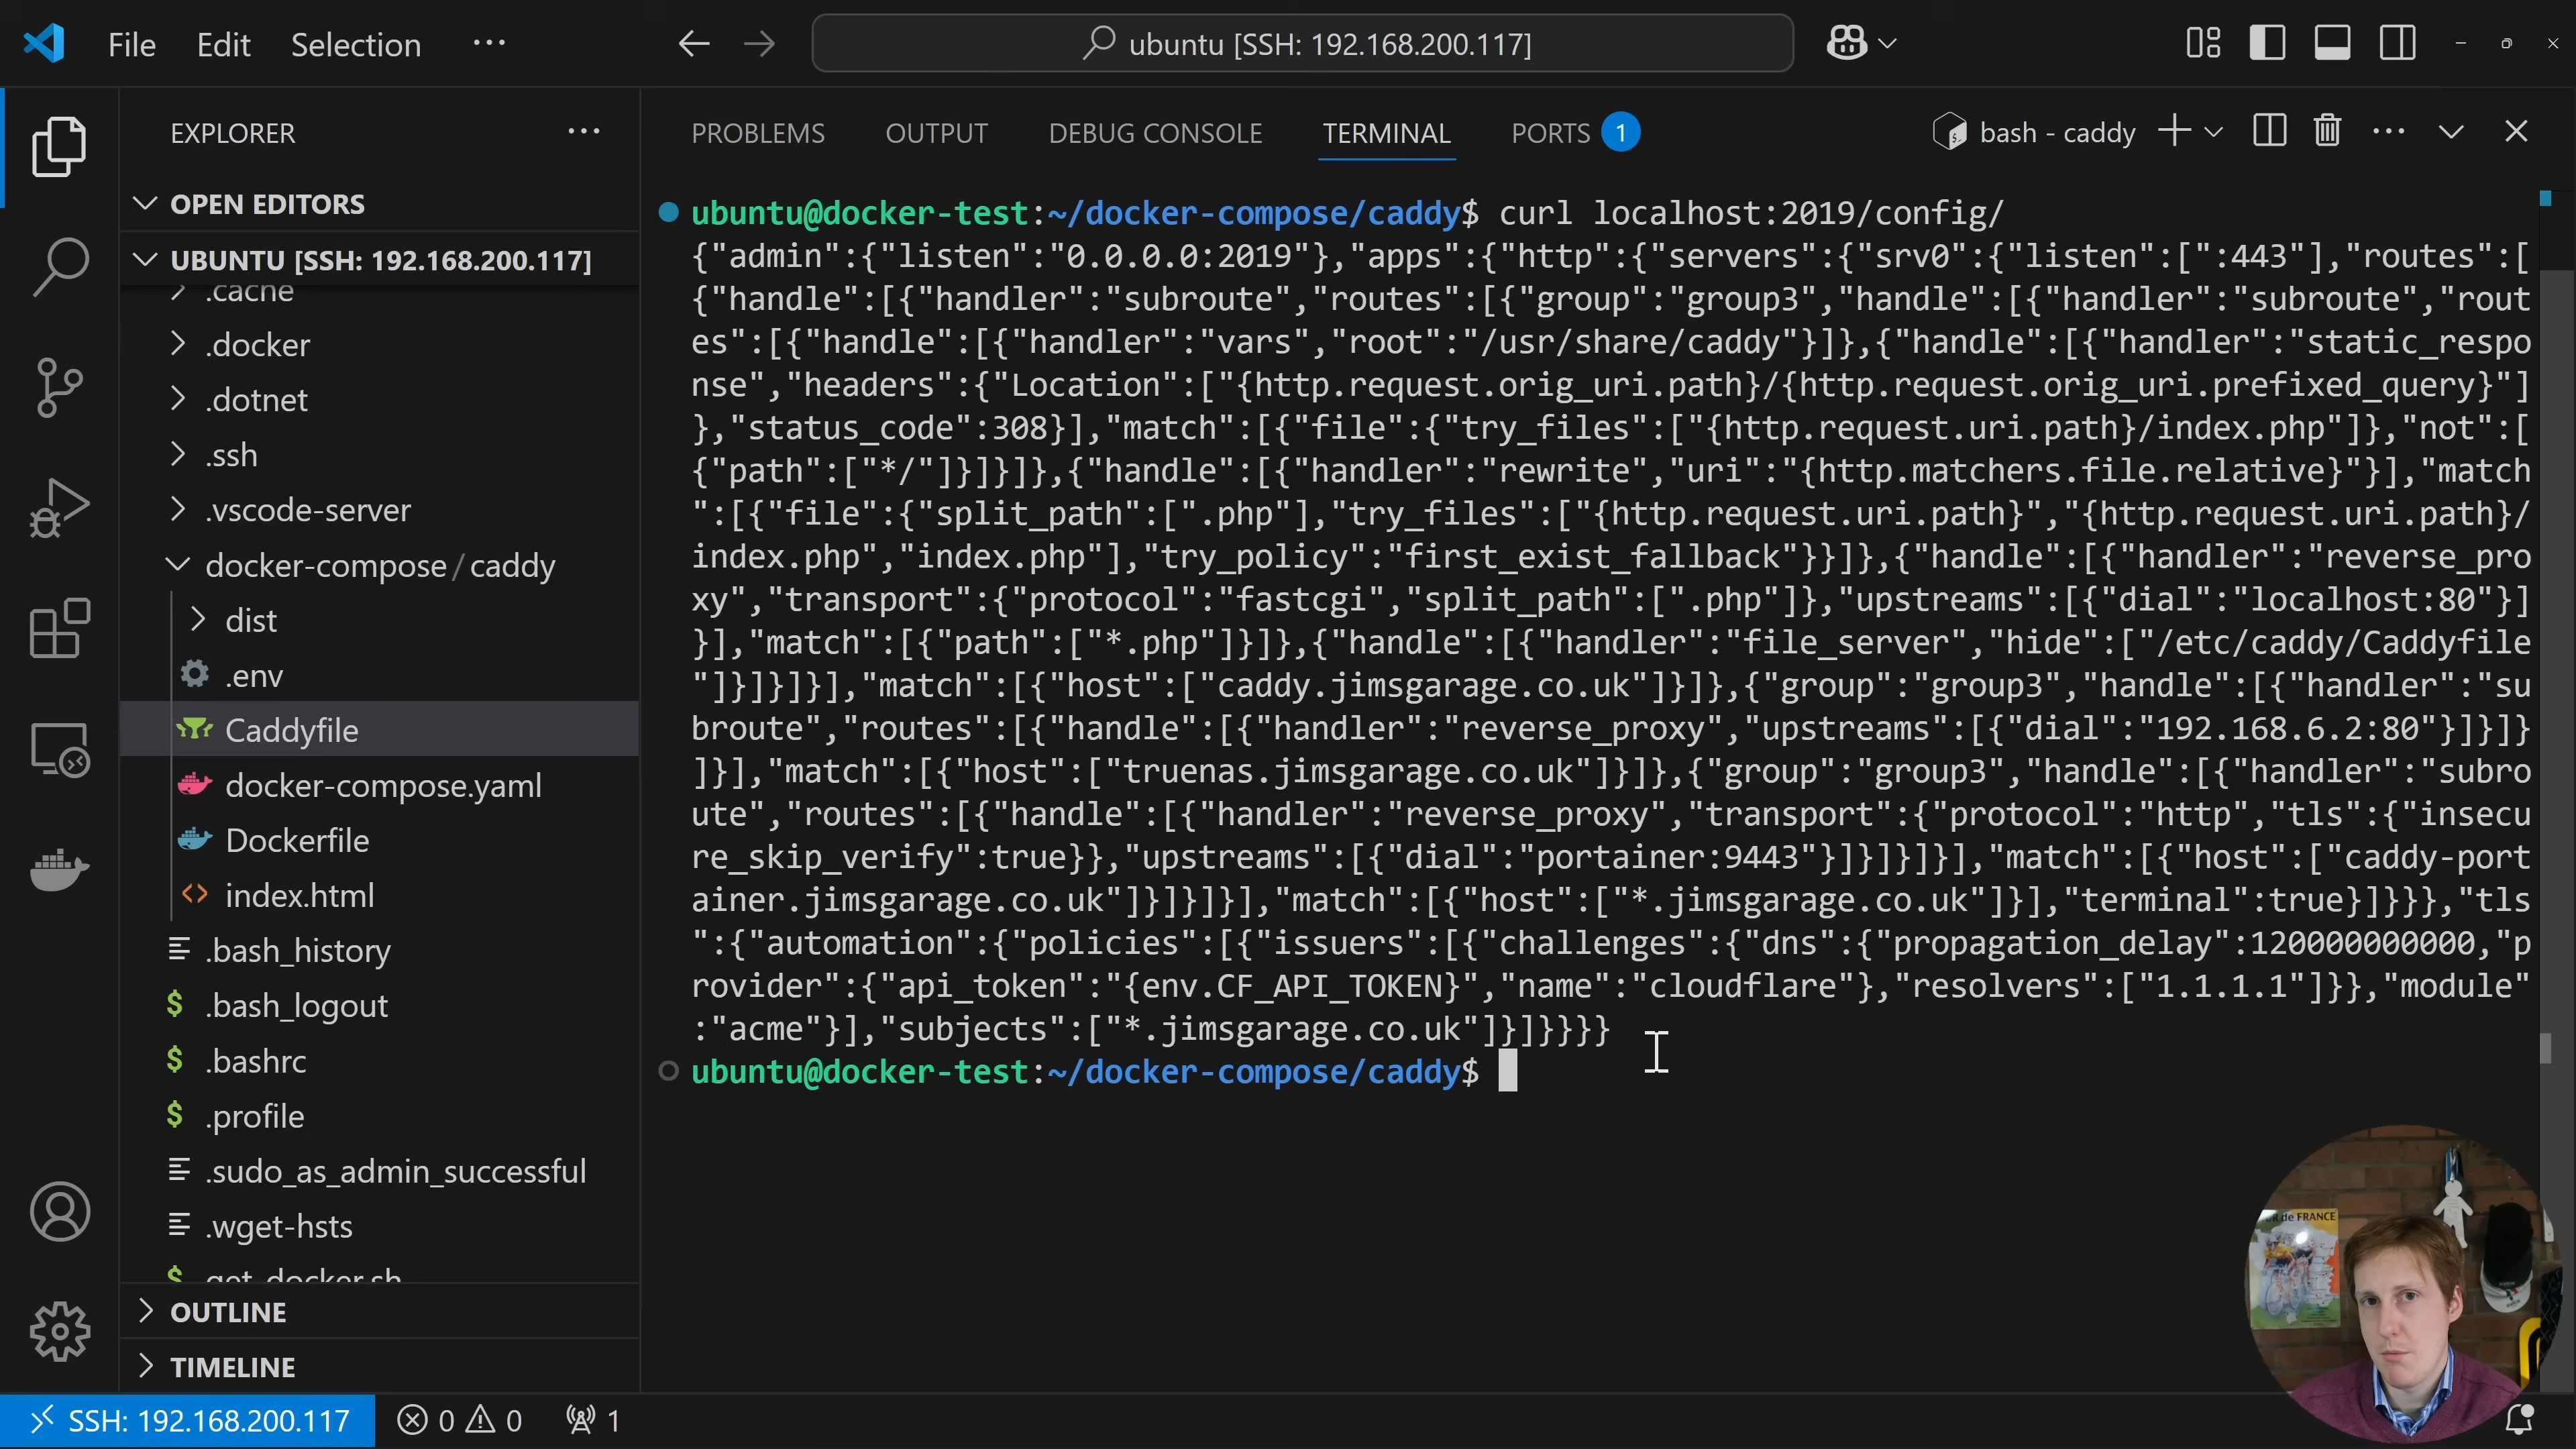 File Edit Selection ···
ubuntu [SSH: 192.168.200.117]
EXPLORER ···
OPEN EDITORS
UBUNTU [SSH: 192.168.200.117]
.cache
.docker
.dotnet
.ssh
.vscode-server
docker-compose / caddy
dist
.env
Caddyfile
docker-compose.yaml
Dockerfile
index.html
.bash_history
.bash_logout
.bashrc
.profile
.sudo_as_admin_successful
.wget-hsts
get_docker.sh
OUTLINE
TIMELINE
PROBLEMS OUTPUT DEBUG CONSOLE TERMINAL PORTS 1
bash - caddy
ubuntu@docker-test:~/docker-compose/caddy$ curl localhost:2019/config/
{"admin":{"listen":"0.0.0.0:2019"},"apps":{"http":{"servers":{"srv0":{"listen":[":443"],"routes":[
{"handle":[{"handler":"subroute","routes":[{"group":"group3","handle":[{"handler":"subroute","rout
es":[{"handle":[{"handler":"vars","root":"/usr/share/caddy"}]},{"handle":[{"handler":"static_respo
nse","headers":{"Location":["{http.request.orig_uri.path}/{http.request.orig_uri.prefixed_query}"]
},"status_code":308}],"match":[{"file":{"try_files":["{http.request.uri.path}/index.php"]},"not":[
{"path":["*/"]}]}]},{"handle":[{"handler":"rewrite","uri":"{http.matchers.file.relative}"}],"match
":[{"file":{"split_path":[".php"],"try_files":["{http.request.uri.path}","{http.request.uri.path}/
index.php","index.php"],"try_policy":"first_exist_fallback"}}]},{"handle":[{"handler":"reverse_pro
xy","transport":{"protocol":"fastcgi","split_path":[".php"]},"upstreams":[{"dial":"localhost:80"}]
}],"match":[{"path":["*.php"]}]},{"handle":[{"handler":"file_server","hide":["/etc/caddy/Caddyfile
"]}]}]}],"match":[{"host":["caddy.jimsgarage.co.uk"]}]},{"group":"group3","handle":[{"handler":"su
broute","routes":[{"handle":[{"handler":"reverse_proxy","upstreams":[{"dial":"192.168.6.2:80"}]}]}
]}],"match":[{"host":["truenas.jimsgarage.co.uk"]}]},{"group":"group3","handle":[{"handler":"subro
ute","routes":[{"handle":[{"handler":"reverse_proxy","transport":{"protocol":"http","tls":{"insecu
re_skip_verify":true}},"upstreams":[{"dial":"portainer:9443"}]}]}]}],"match":[{"host":["caddy-port
ainer.jimsgarage.co.uk"]}]}]}],"match":[{"host":["*.jimsgarage.co.uk"]}],"terminal":true}]}}},"tls
":{"automation":{"policies":[{"issuers":[{"challenges":{"dns":{"propagation_delay":120000000000,"p
rovider":{"api_token":"{env.CF_API_TOKEN}","name":"cloudflare"},"resolvers":["1.1.1.1"]}},"module"
:"acme"}],"subjects":["*.jimsgarage.co.uk"]}]}}}}
ubuntu@docker-test:~/docker-compose/caddy$
de FRANCE
SSH: 192.168.200.117 0 0 1